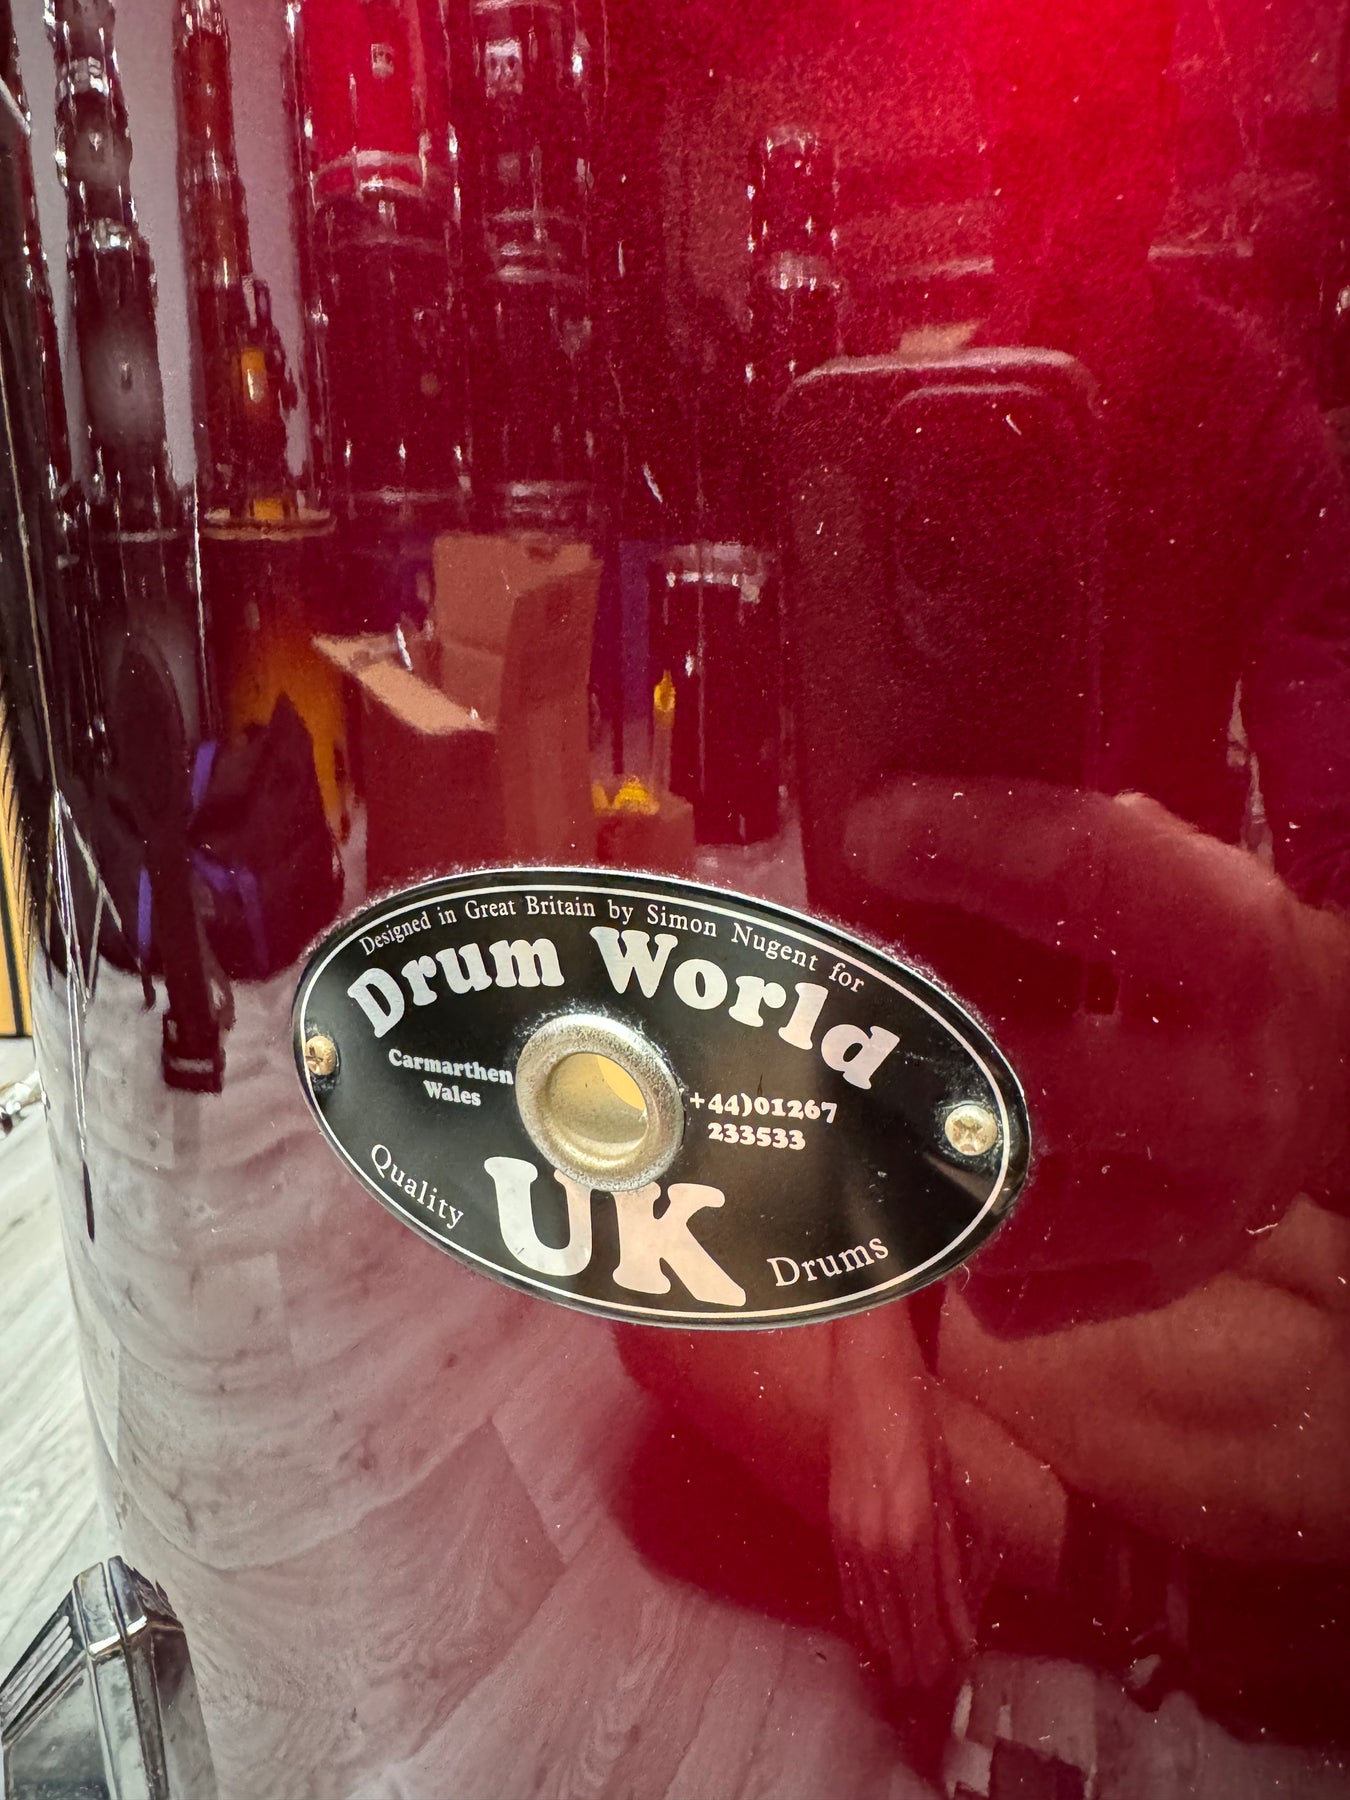 Designed in Great Britain by Simon Nugent for
Drum World
Carmarthen
Wales
+44)01267
233533
UK
Quality
Drums